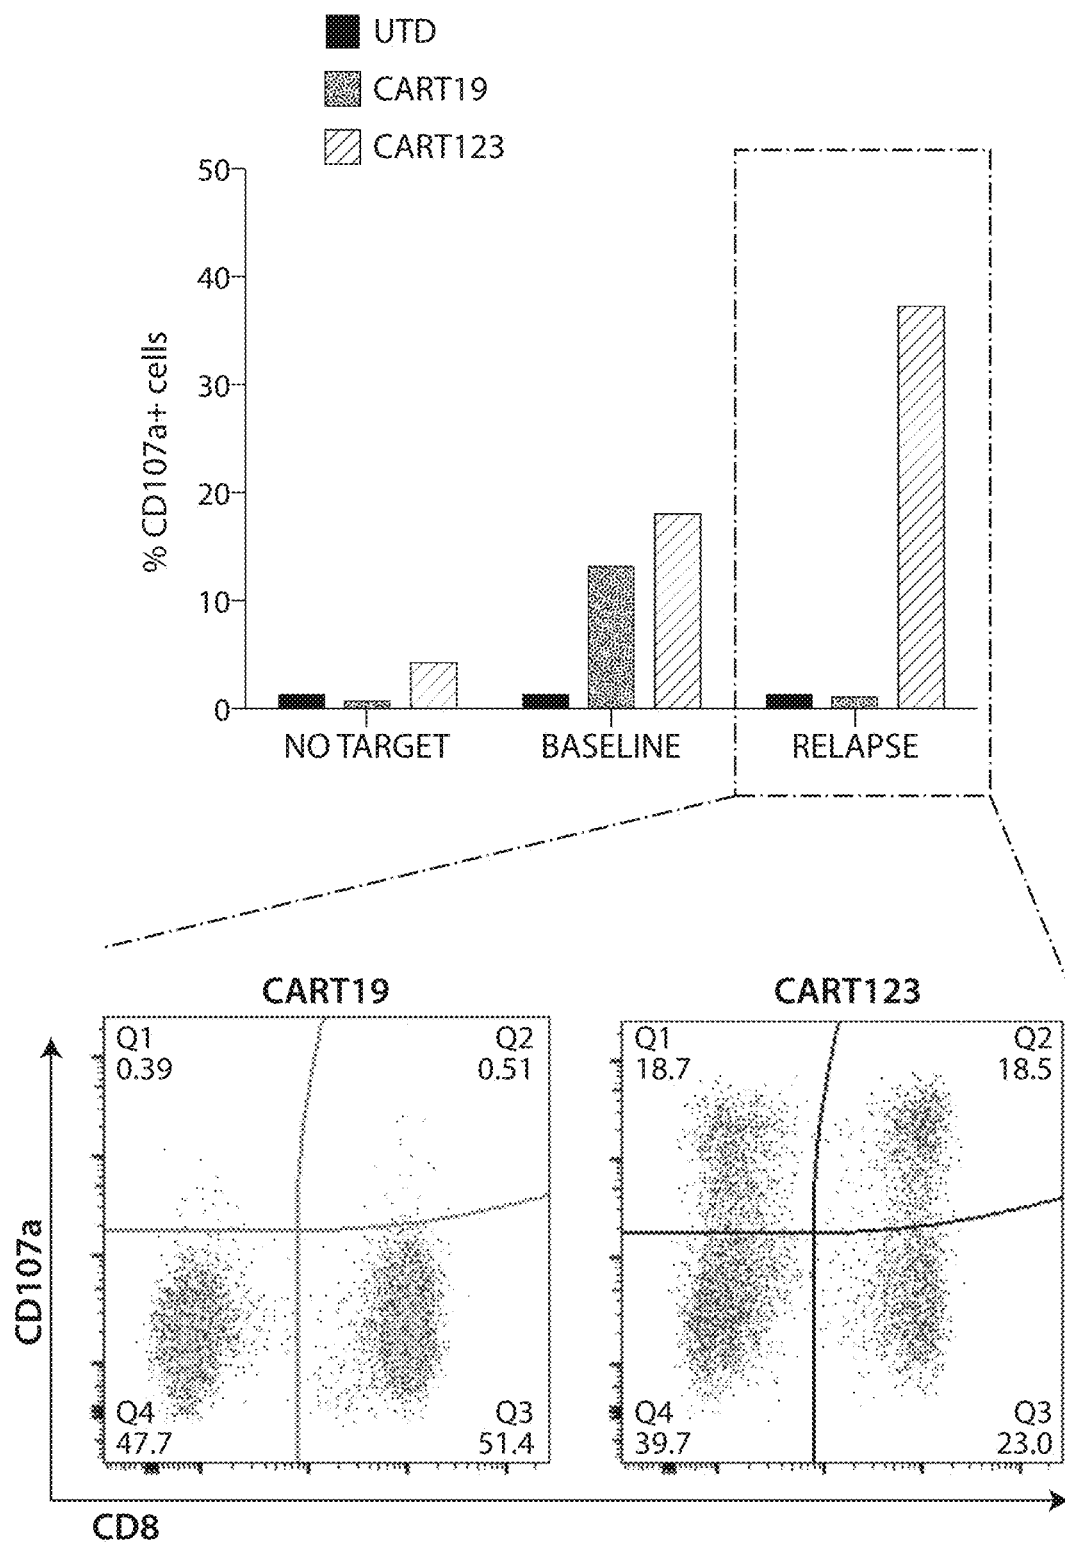 UTD
CART19
CART123
50
40
30
20
10
0
% CD107a+ cells
NO TARGET BASELINE RELAPSE
CART19 CART123
Q1 Q2 Q1 Q2
0.39 0.51 18.7 18.5
CD107a
Q4 Q3 Q4 Q3
47.7 51.4 39.7 23.0
CD8